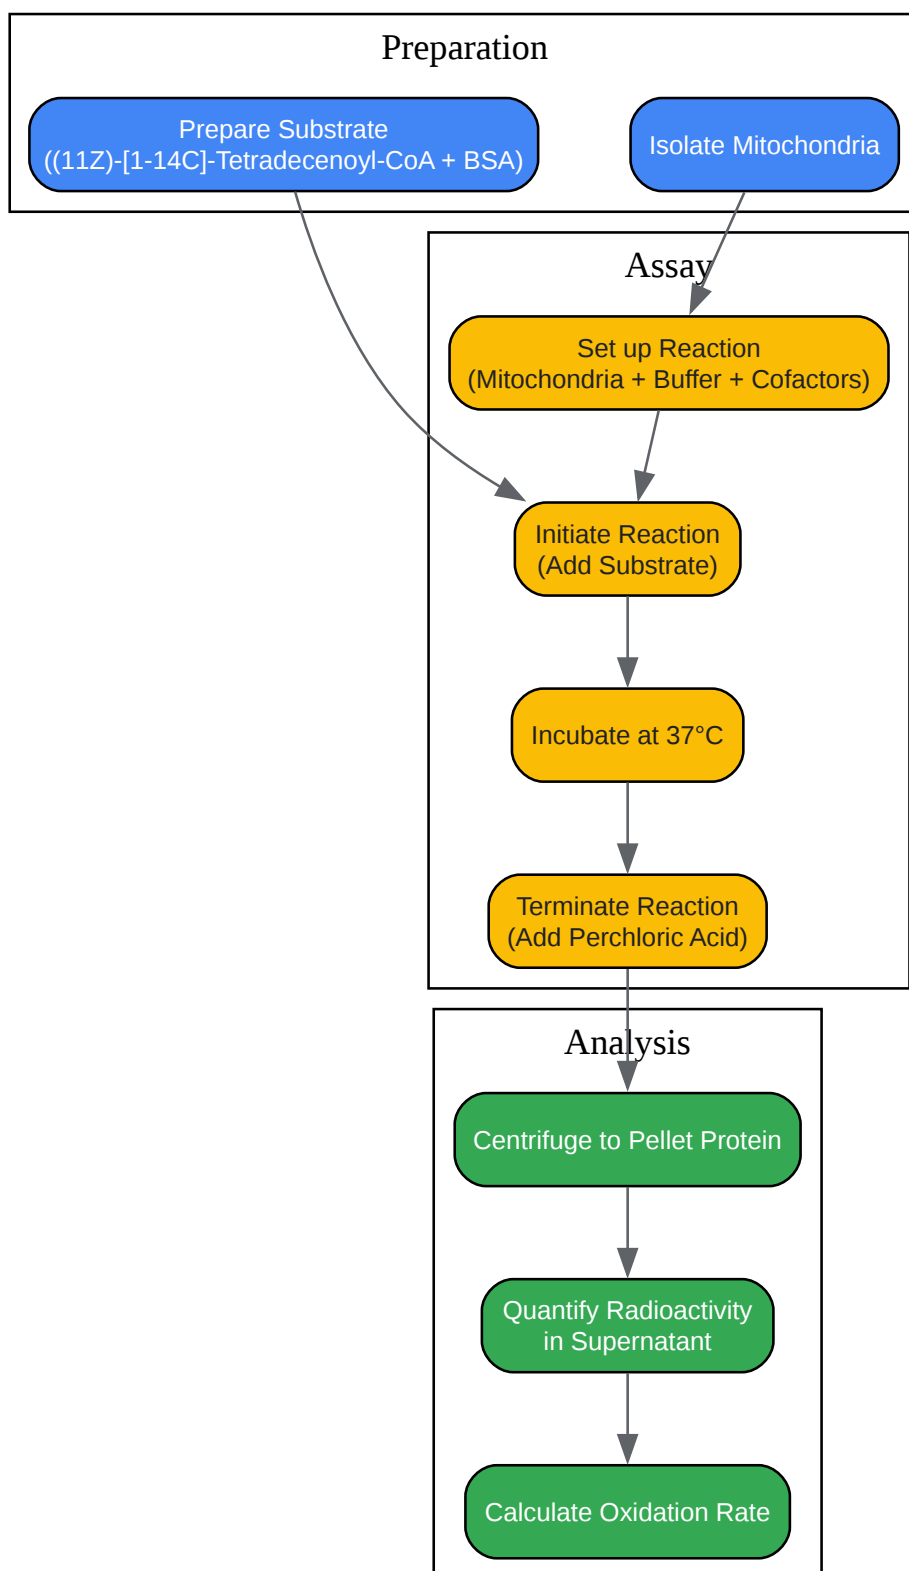 Preparation
Prepare Substrate
((11Z)-[1-14C]-Tetradecenoyl-CoA + BSA)
Isolate Mitochondria
Assay
Set up Reaction
(Mitochondria + Buffer + Cofactors)
Initiate Reaction
(Add Substrate)
Incubate at 37°C
Terminate Reaction
(Add Perchloric Acid)
Analysis
Centrifuge to Pellet Protein
Quantify Radioactivity
in Supernatant
Calculate Oxidation Rate